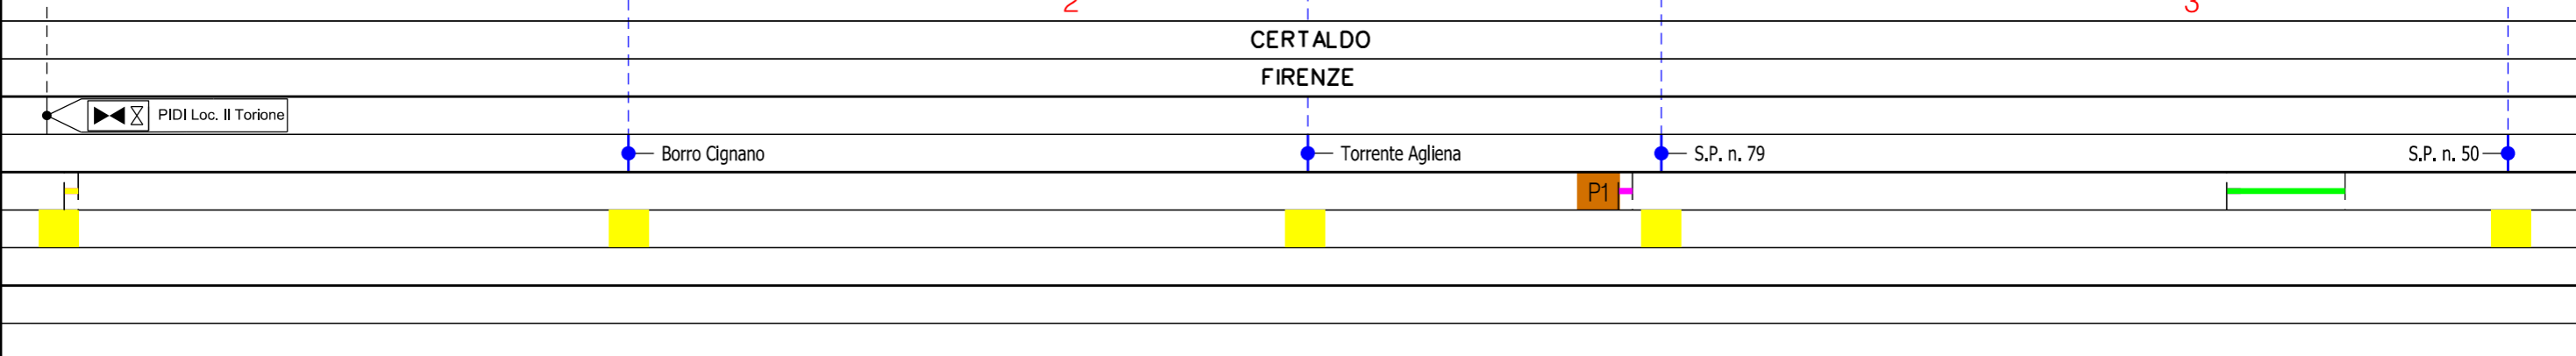 2 3
CERTALDO
FIRENZE
PIDI Loc. Il Torione
Borro Cignano Torrente Agliena S.P. n. 79 S.P. n. 50
P1